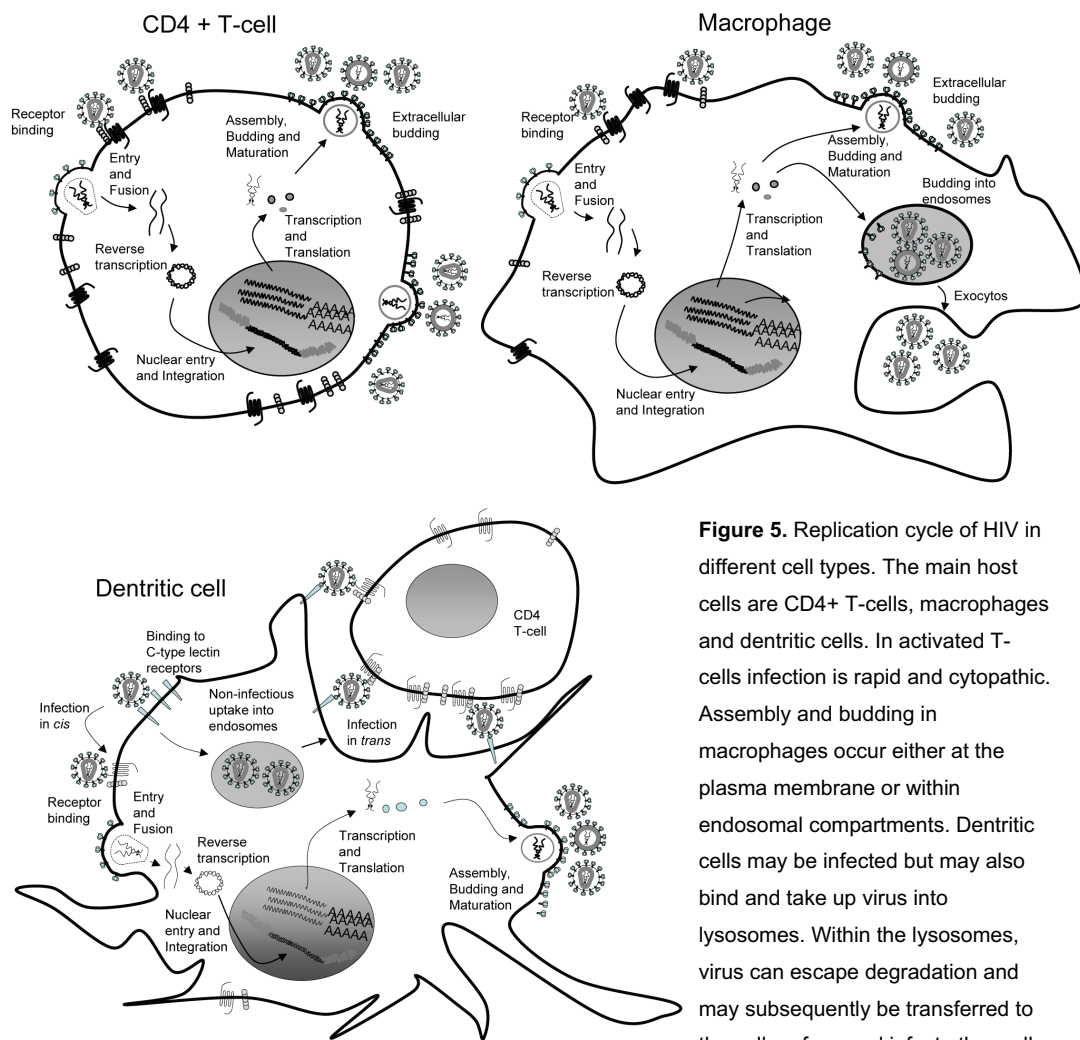 CD4 + T-cell
Receptor
binding
Entry
and
Fusion
Reverse
transcription
Nuclear entry
and Integration
Transcription
and
Translation
AAAAA
AAAAA
AAAAA
Assembly,
Budding and
Maturation
Extracellular
budding
Macrophage
Receptor
binding
Entry
and
Fusion
Reverse
transcription
Nuclear entry
and Integration
Transcription
and
Translation
AAAAA
AAAAA
AAAAA
Assembly,
Budding and
Maturation
Extracellular
budding
Budding into
endosomes
Exocytos
Dentritic cell
Binding to
C-type lectin
receptors
Infection
in cis
Receptor
binding
Entry
and
Fusion
Reverse
transcription
Nuclear
entry and
Integration
Non-infectious
uptake into
endosomes
Infection
in trans
CD4
T-cell
Transcription
and
Translation
AAAAA
AAAAA
AAAAA
Assembly,
Budding and
Maturation
Figure 5. Replication cycle of HIV in
different cell types. The main host
cells are CD4+ T-cells, macrophages
and dentritic cells. In activated T-
cells infection is rapid and cytopathic.
Assembly and budding in
macrophages occur either at the
plasma membrane or within
endosomal compartments. Dentritic
cells may be infected but may also
bind and take up virus into
lysosomes. Within the lysosomes,
virus can escape degradation and
may subsequently be transferred to